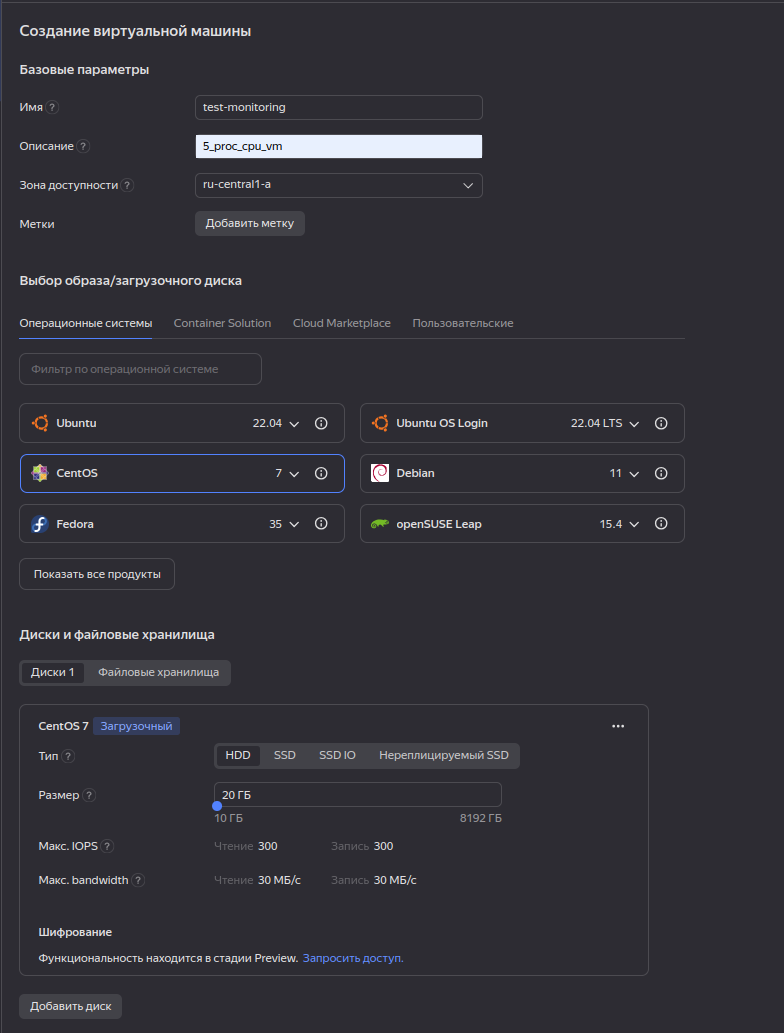 Создание виртуальной машины
Базовые параметры
Имя ?
test-monitoring
Описание ?
5_proc_cpu_vm
Зона доступности ?
ru-central1-a
Метки
Добавить метку
Выбор образа/загрузочного диска
Операционные системы Container Solution Cloud Marketplace Пользовательские
Фильтр по операционной системе
Ubuntu 22.04
Ubuntu OS Login 22.04 LTS
CentOS 7
Debian 11
Fedora 35
openSUSE Leap 15.4
Показать все продукты
Диски и файловые хранилища
Диски 1 Файловые хранилища
CentOS 7 Загрузочный
Тип ?
HDD SSD SSD IO Нереплицируемый SSD
Размер ?
20 ГБ
10 ГБ 8192 ГБ
Макс. IOPS ? Чтение 300 Запись 300
Макс. bandwidth ? Чтение 30 МБ/с Запись 30 МБ/с
Шифрование
Функциональность находится в стадии Preview. Запросить доступ.
Добавить диск